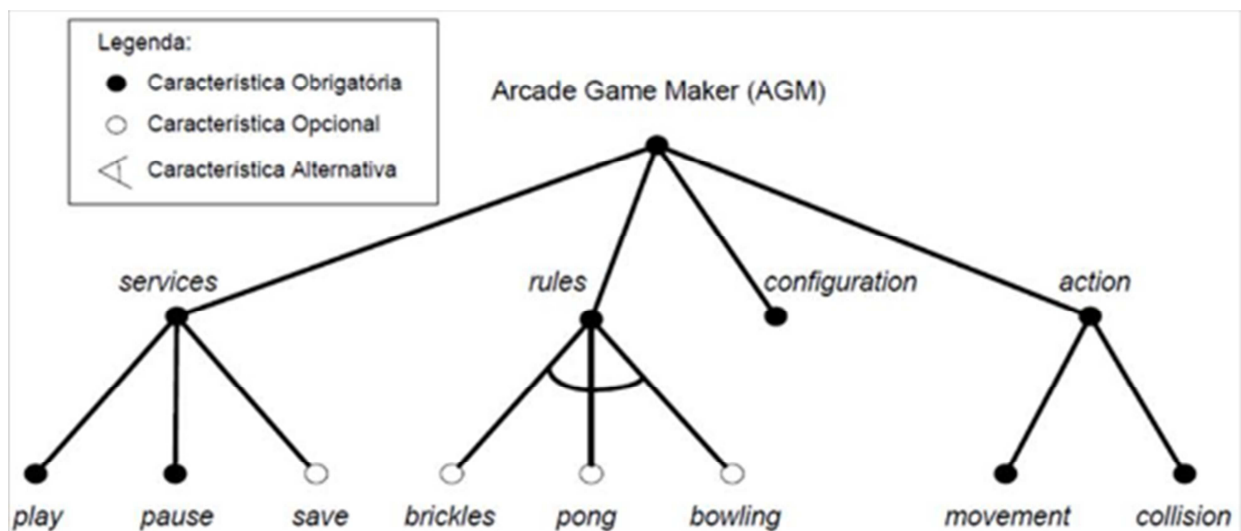 Legenda:
Característica Obrigatória
Característica Opcional
Característica Alternativa
Arcade Game Maker (AGM)
services rules configuration action
play pause save brickles pong bowling movement collision